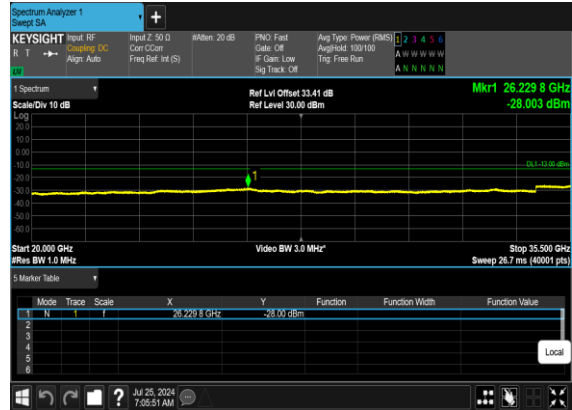 Spectrum Analyzer 1
Swept SA
+
KEYSIGHT
R T
Input: RF
Coupling: DC
Align: Auto
Input Z: 50 Ω
Corr CCorr
Freq Ref: Int (S)
#Atten: 20 dB
PNO: Fast
Gate: Off
IF Gain: Low
Sig Track: Off
Avg Type: Power (RMS)
Avg|Hold: 100/100
Trig: Free Run
1 2 3 4 5 6
A W W W W W
A N N N N N
1 Spectrum
Scale/Div 10 dB
Ref Lvl Offset 33.41 dB
Ref Level 30.00 dBm
Mkr1 26.229 8 GHz
-28.003 dBm
Log
20.0
10.0
0.00
-10.0
-20.0
-30.0
-40.0
-50.0
-60.0
DL1 -13.00 dBm
1
Start 20.000 GHz
#Res BW 1.0 MHz
Video BW 3.0 MHz*
Stop 35.500 GHz
Sweep 26.7 ms (40001 pts)
5 Marker Table
Mode Trace Scale X Y Function Function Width Function Value
1 N 1 f 26.229 8 GHz -28.00 dBm
2
3
4
5
6
Local
?
Jul 25, 2024
7:05:51 AM